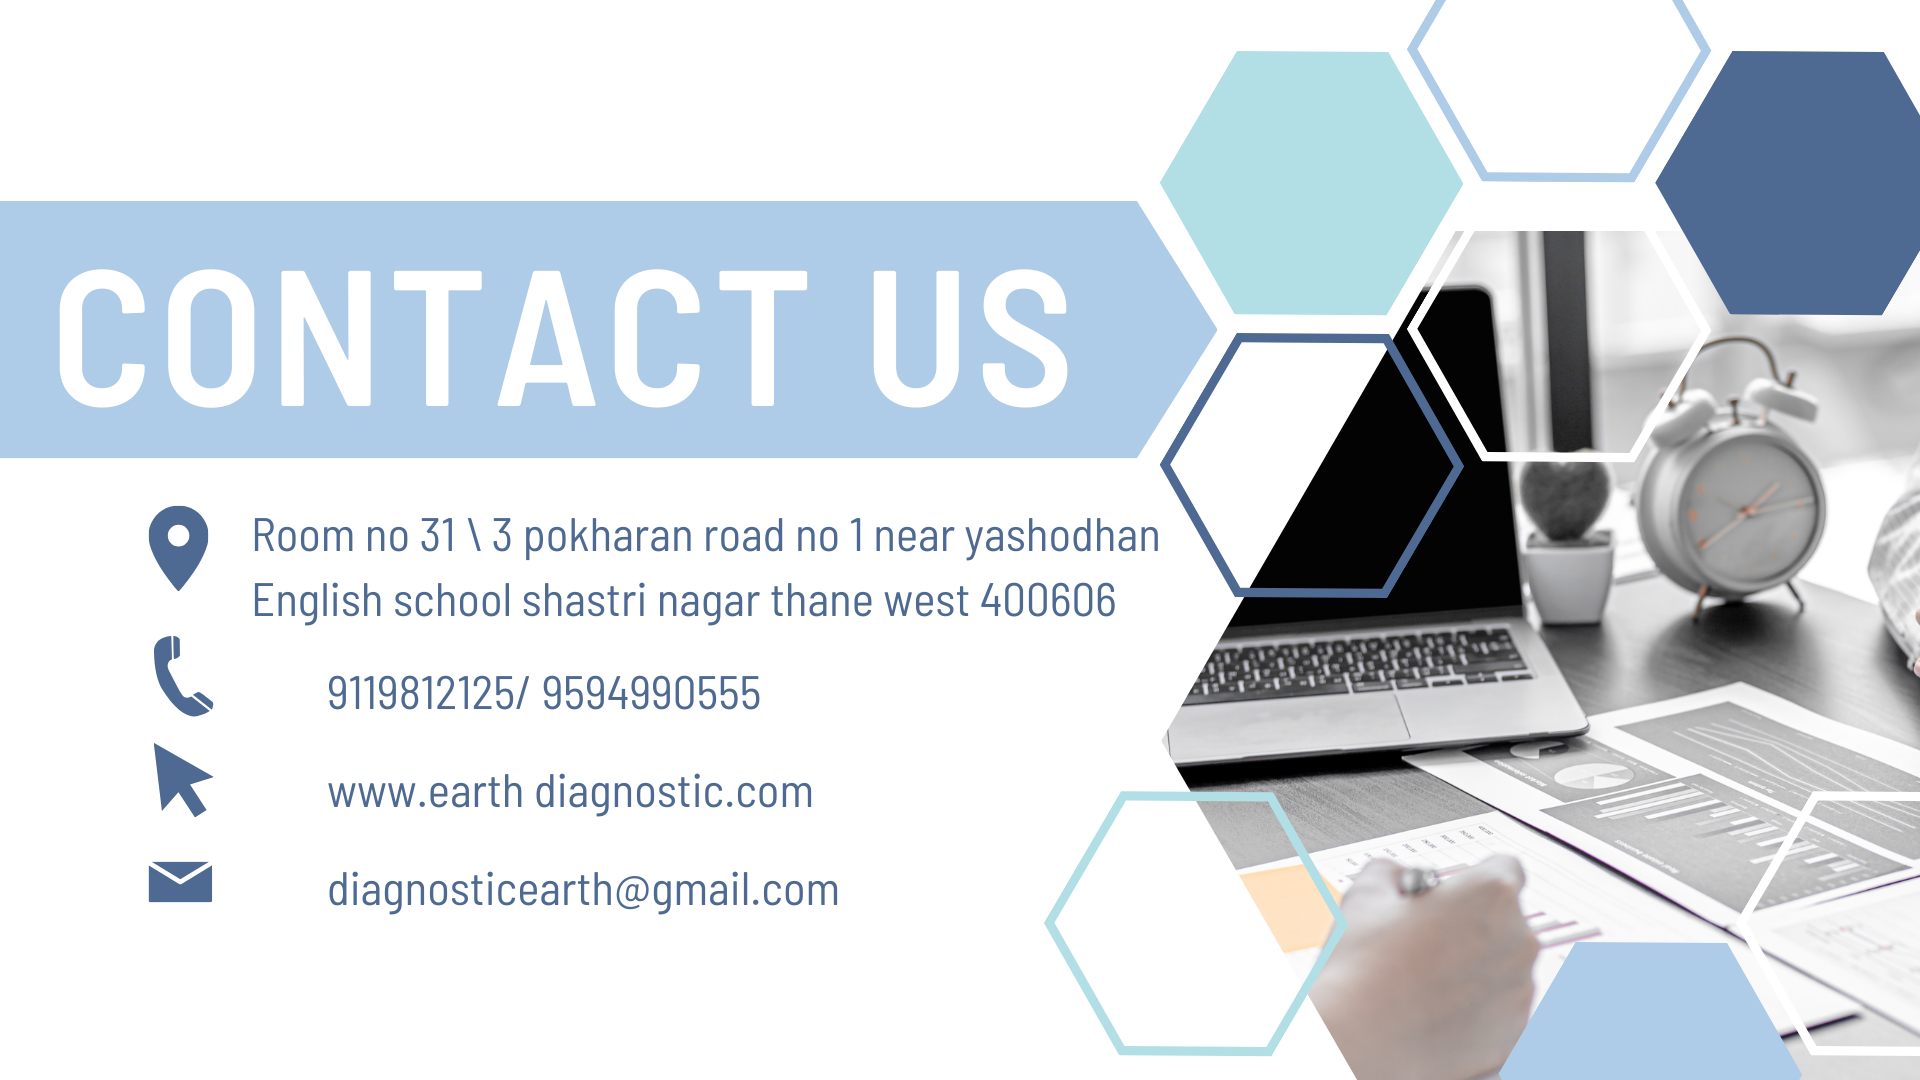 CONTACT US
Room no 31 \ 3 pokharan road no 1 near yashodhan
English school shastri nagar thane west 400606
9119812125/ 9594990555
www.earth diagnostic.com
diagnosticearth@gmail.com